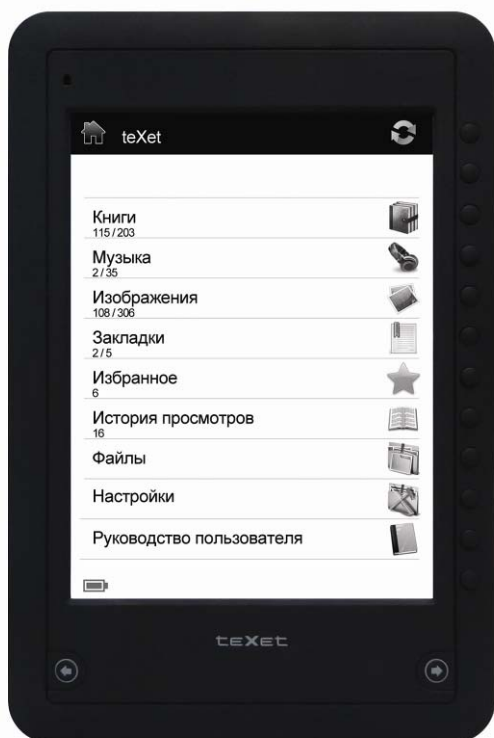 teXet
Книги
115 / 203
Музыка
2 / 35
Изображения
108 / 306
Закладки
2 / 5
Избранное
6
История просмотров
16
Файлы
Настройки
Руководство пользователя
teXet